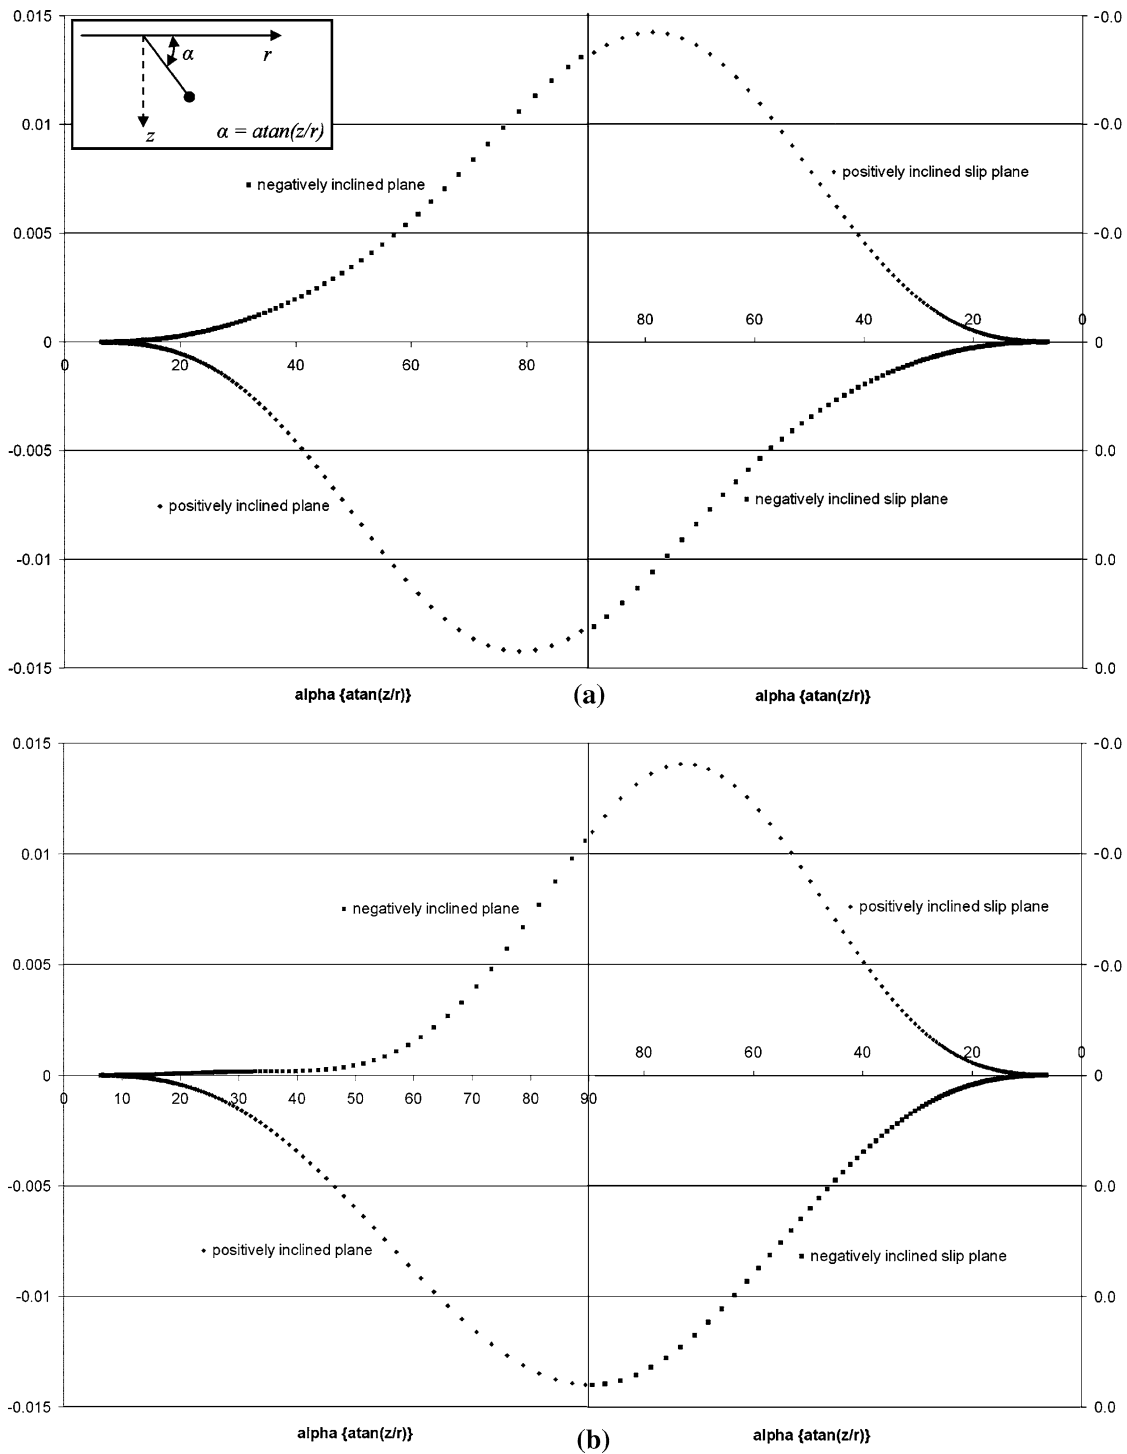 0.015
-0.0
α
r
z
α = atan(z/r)
0.01
-0.0
negatively inclined plane
positively inclined slip plane
0.005
-0.0
80
60
40
20
0
0
0
0
20
40
60
80
-0.005
0.0
positively inclined plane
negatively inclined slip plane
-0.01
0.0
-0.015
0.0
alpha {atan(z/r)}
(a)
alpha {atan(z/r)}
0.015
-0.0
0.01
-0.0
negatively inclined plane
positively inclined slip plane
0.005
-0.0
80
60
40
20
0
0
0
0
10
20
30
40
50
60
70
80
90
-0.005
0.0
positively inclined plane
negatively inclined slip plane
-0.01
0.0
-0.015
0.0
alpha {atan(z/r)}
(b)
alpha {atan(z/r)}